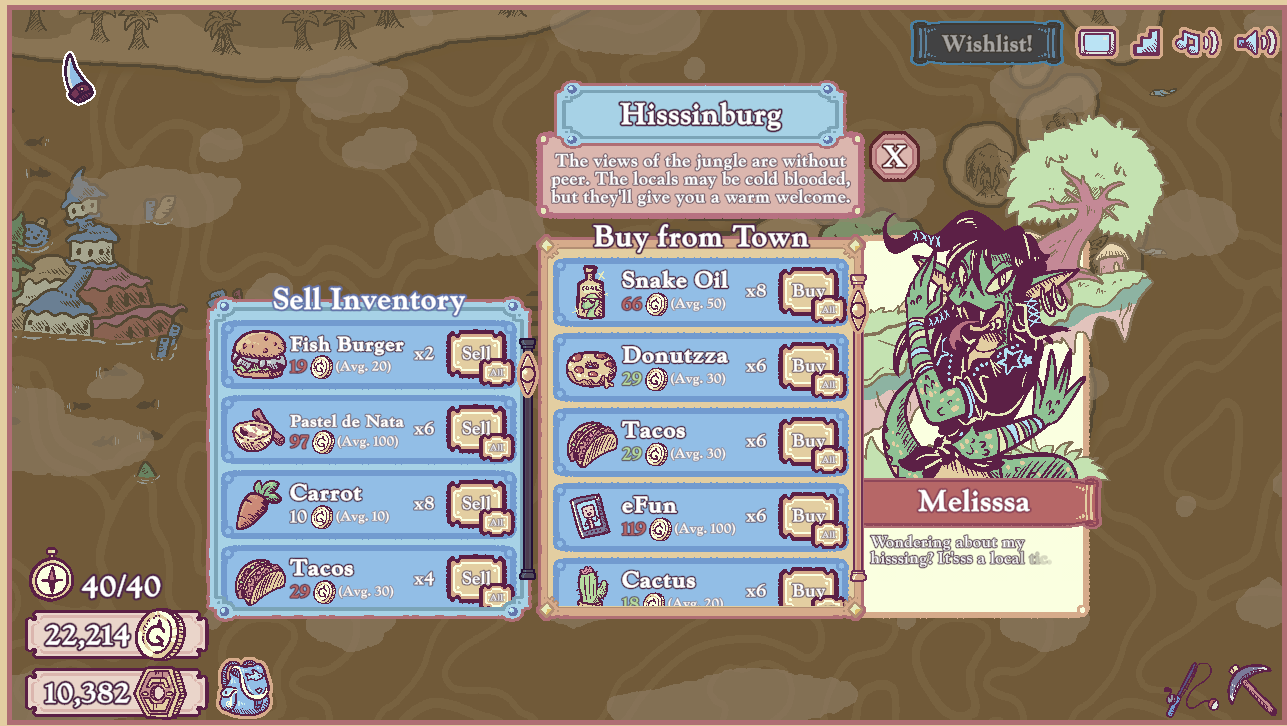 Wishlist!
Hisssinburg
The views of the jungle are without
peer. The locals may be cold blooded,
but they'll give you a warm welcome.
X
Buy from Town
Snake Oil
66 Q (Avg. 50)
x8
Buy
All
Donutzza
29 Q (Avg. 30)
x6
Buy
All
Tacos
29 Q (Avg. 30)
x6
Buy
All
eFun
119 Q (Avg. 100)
x6
Buy
All
Cactus
18 Q (Avg. 20)
x6
Buy
Sell Inventory
Fish Burger
19 Q (Avg. 20)
x2
Sell
All
Pastel de Nata
97 Q (Avg. 100)
x6
Sell
All
Carrot
10 Q (Avg. 10)
x8
Sell
All
Tacos
29 Q (Avg. 30)
x4
Sell
All
Melisssa
Wondering about my
hissing! It'sss a local tic.
40/40
22,214 Q
10,382